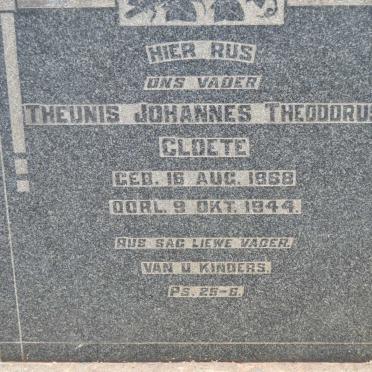 HIER RUS
ONS VADER
THEUNIS JOHANNES THEODORUS
CLOETE
GEB. 16 AUG. 1868
OORL. 9 OKT. 1944.
RUS SAG LIEWE VADER.
VAN U KINDERS.
PS. 25-6.